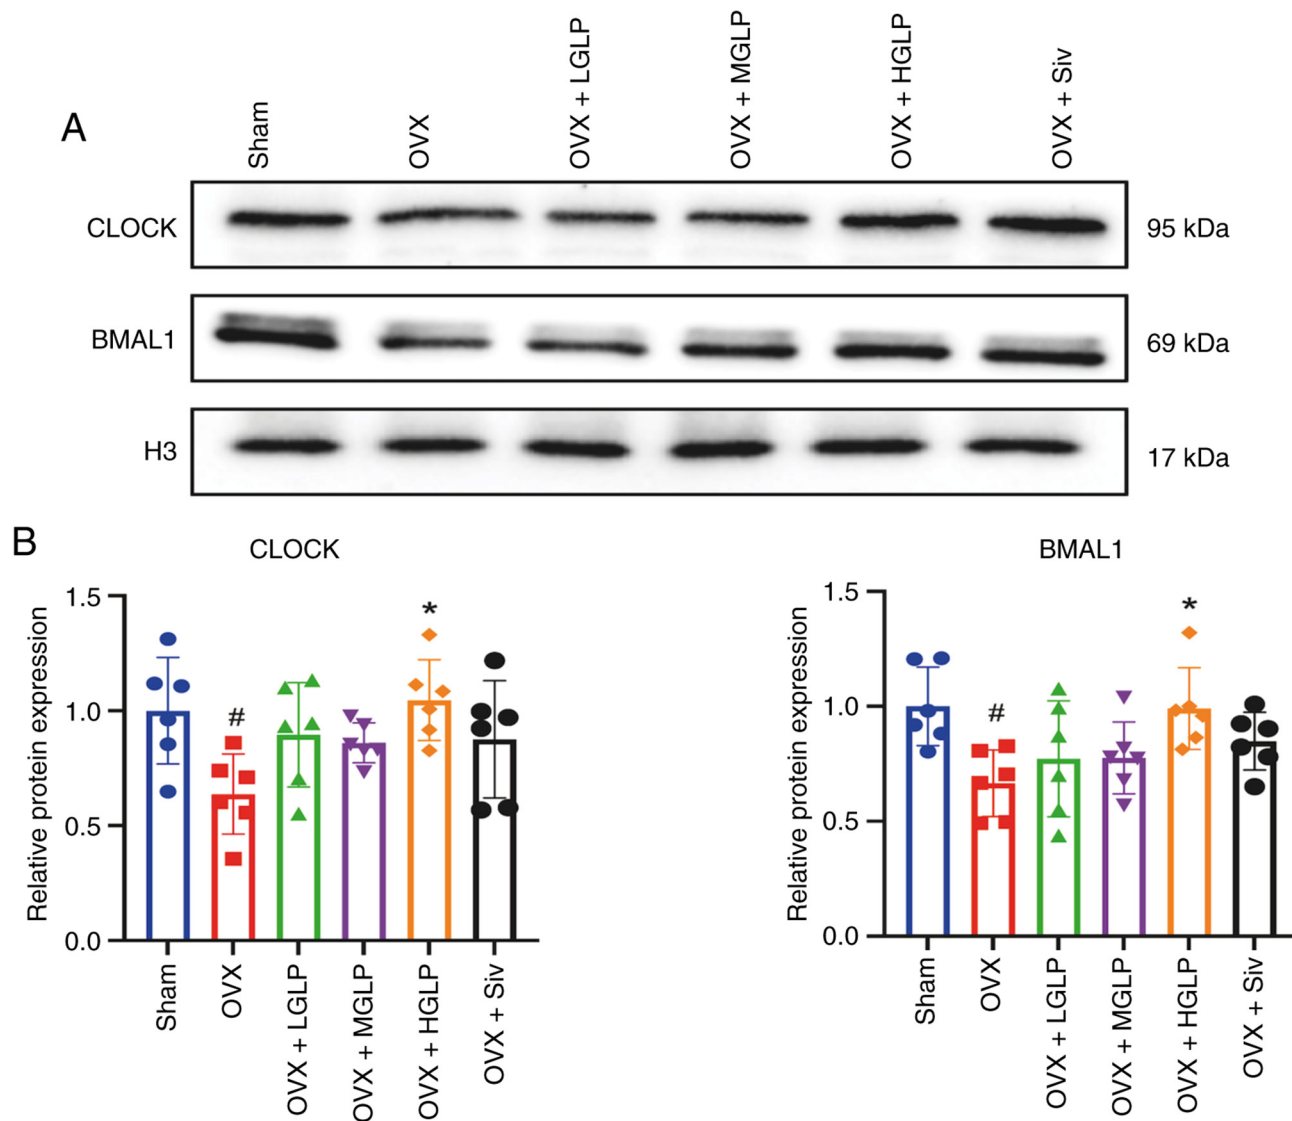 A
Sham
OVX
OVX + LGLP
OVX + MGLP
OVX + HGLP
OVX + Siv
CLOCK
95 kDa
BMAL1
69 kDa
H3
17 kDa
B
CLOCK
Relative protein expression
1.5
1.0
0.5
0.0
#
*
Sham
OVX
OVX + LGLP
OVX + MGLP
OVX + HGLP
OVX + Siv
BMAL1
Relative protein expression
1.5
1.0
0.5
0.0
#
*
Sham
OVX
OVX + LGLP
OVX + MGLP
OVX + HGLP
OVX + Siv